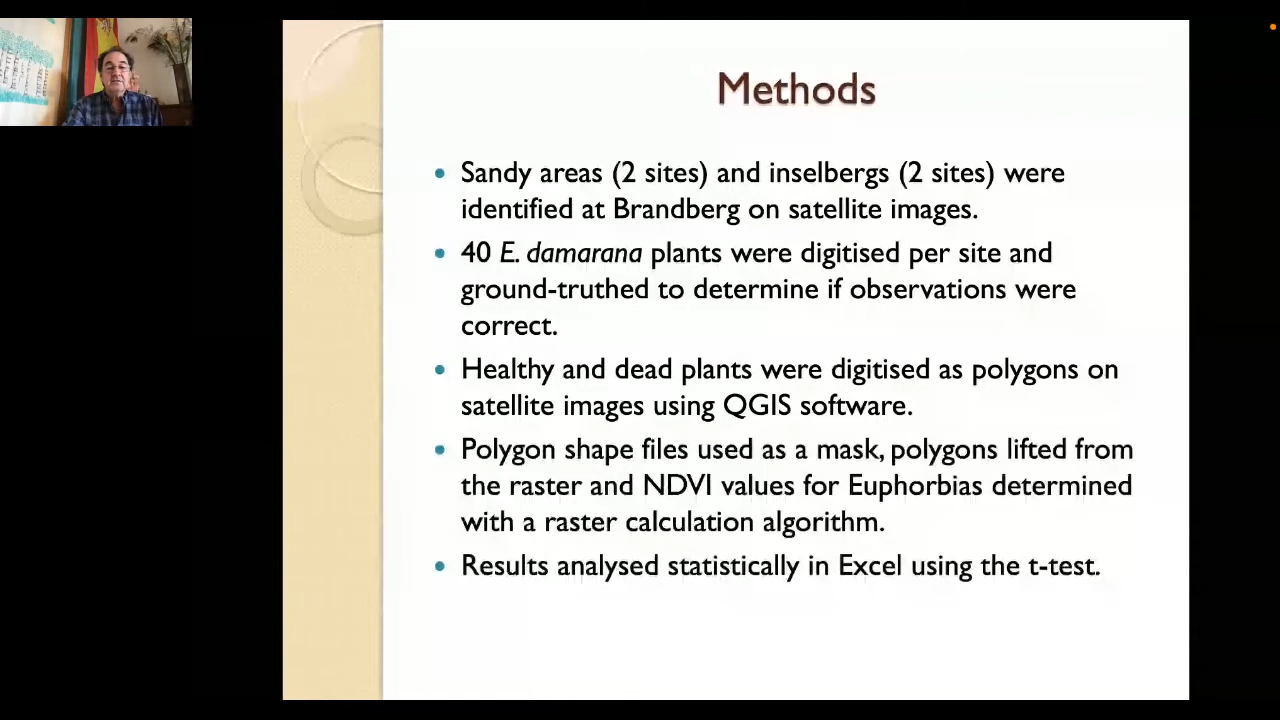 Methods
Sandy areas (2 sites) and inselbergs (2 sites) were
identified at Brandberg on satellite images.
40 E. damarana plants were digitised per site and
ground-truthed to determine if observations were
correct.
Healthy and dead plants were digitised as polygons on
satellite images using QGIS software.
Polygon shape files used as a mask, polygons lifted from
the raster and NDVI values for Euphorbias determined
with a raster calculation algorithm.
Results analysed statistically in Excel using the t-test.